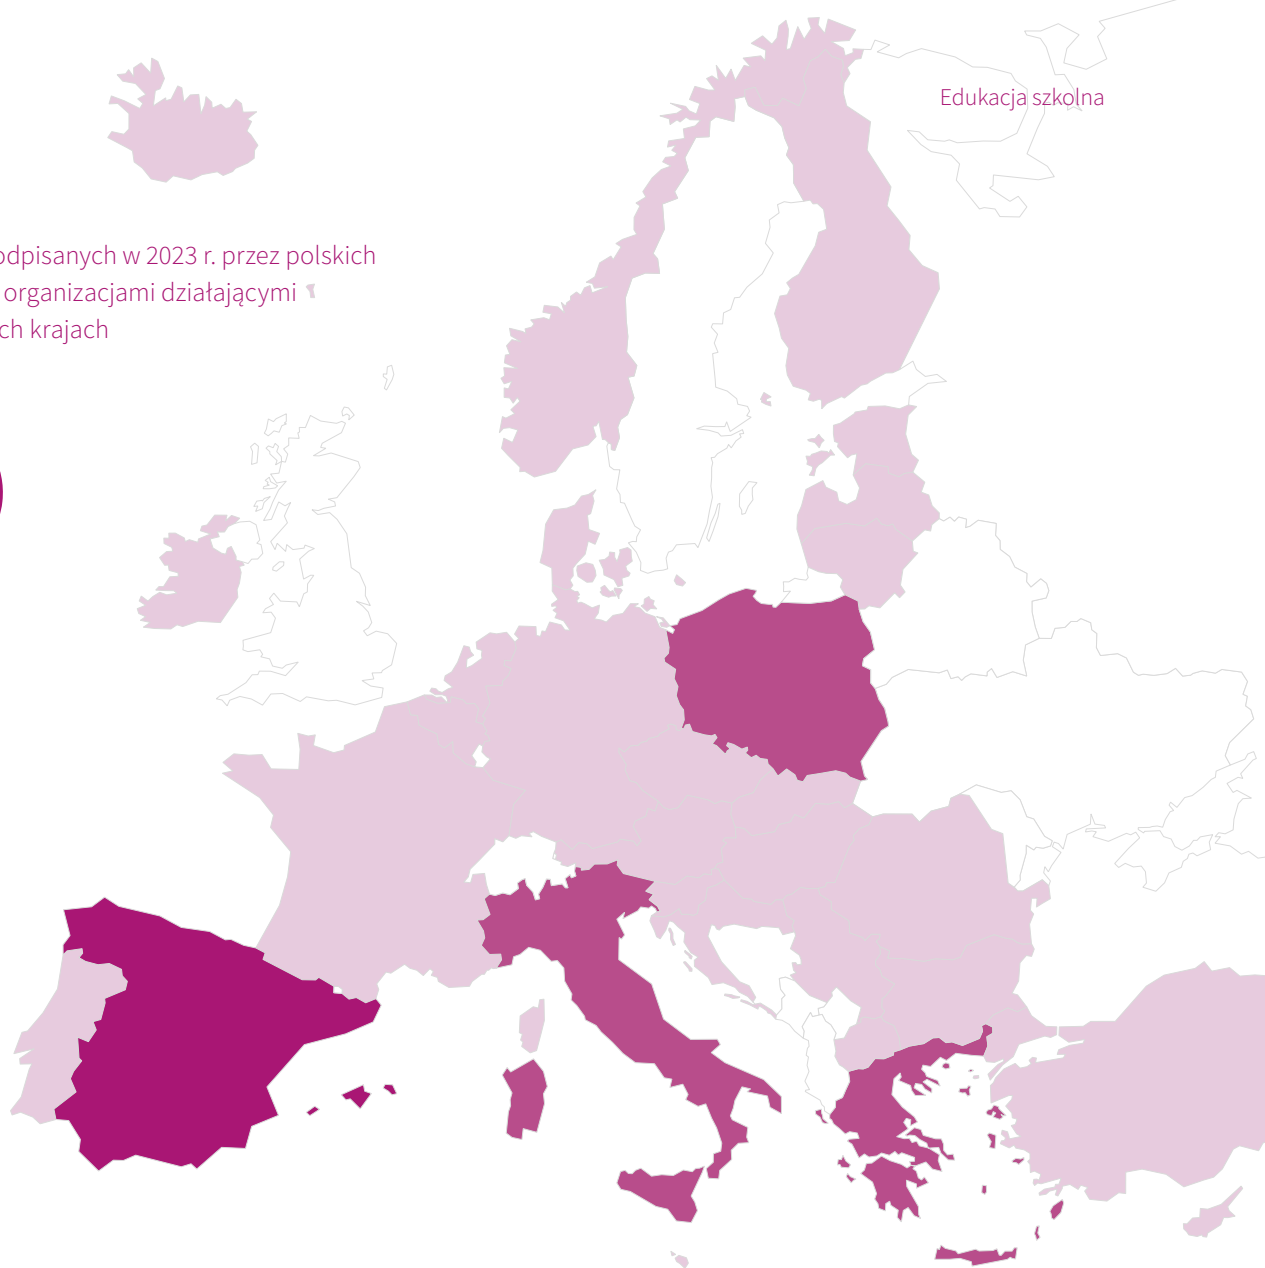 Edukacja szkolna
odpisanych w 2023 r. przez polskich
organizacjami działającymi
ch krajach